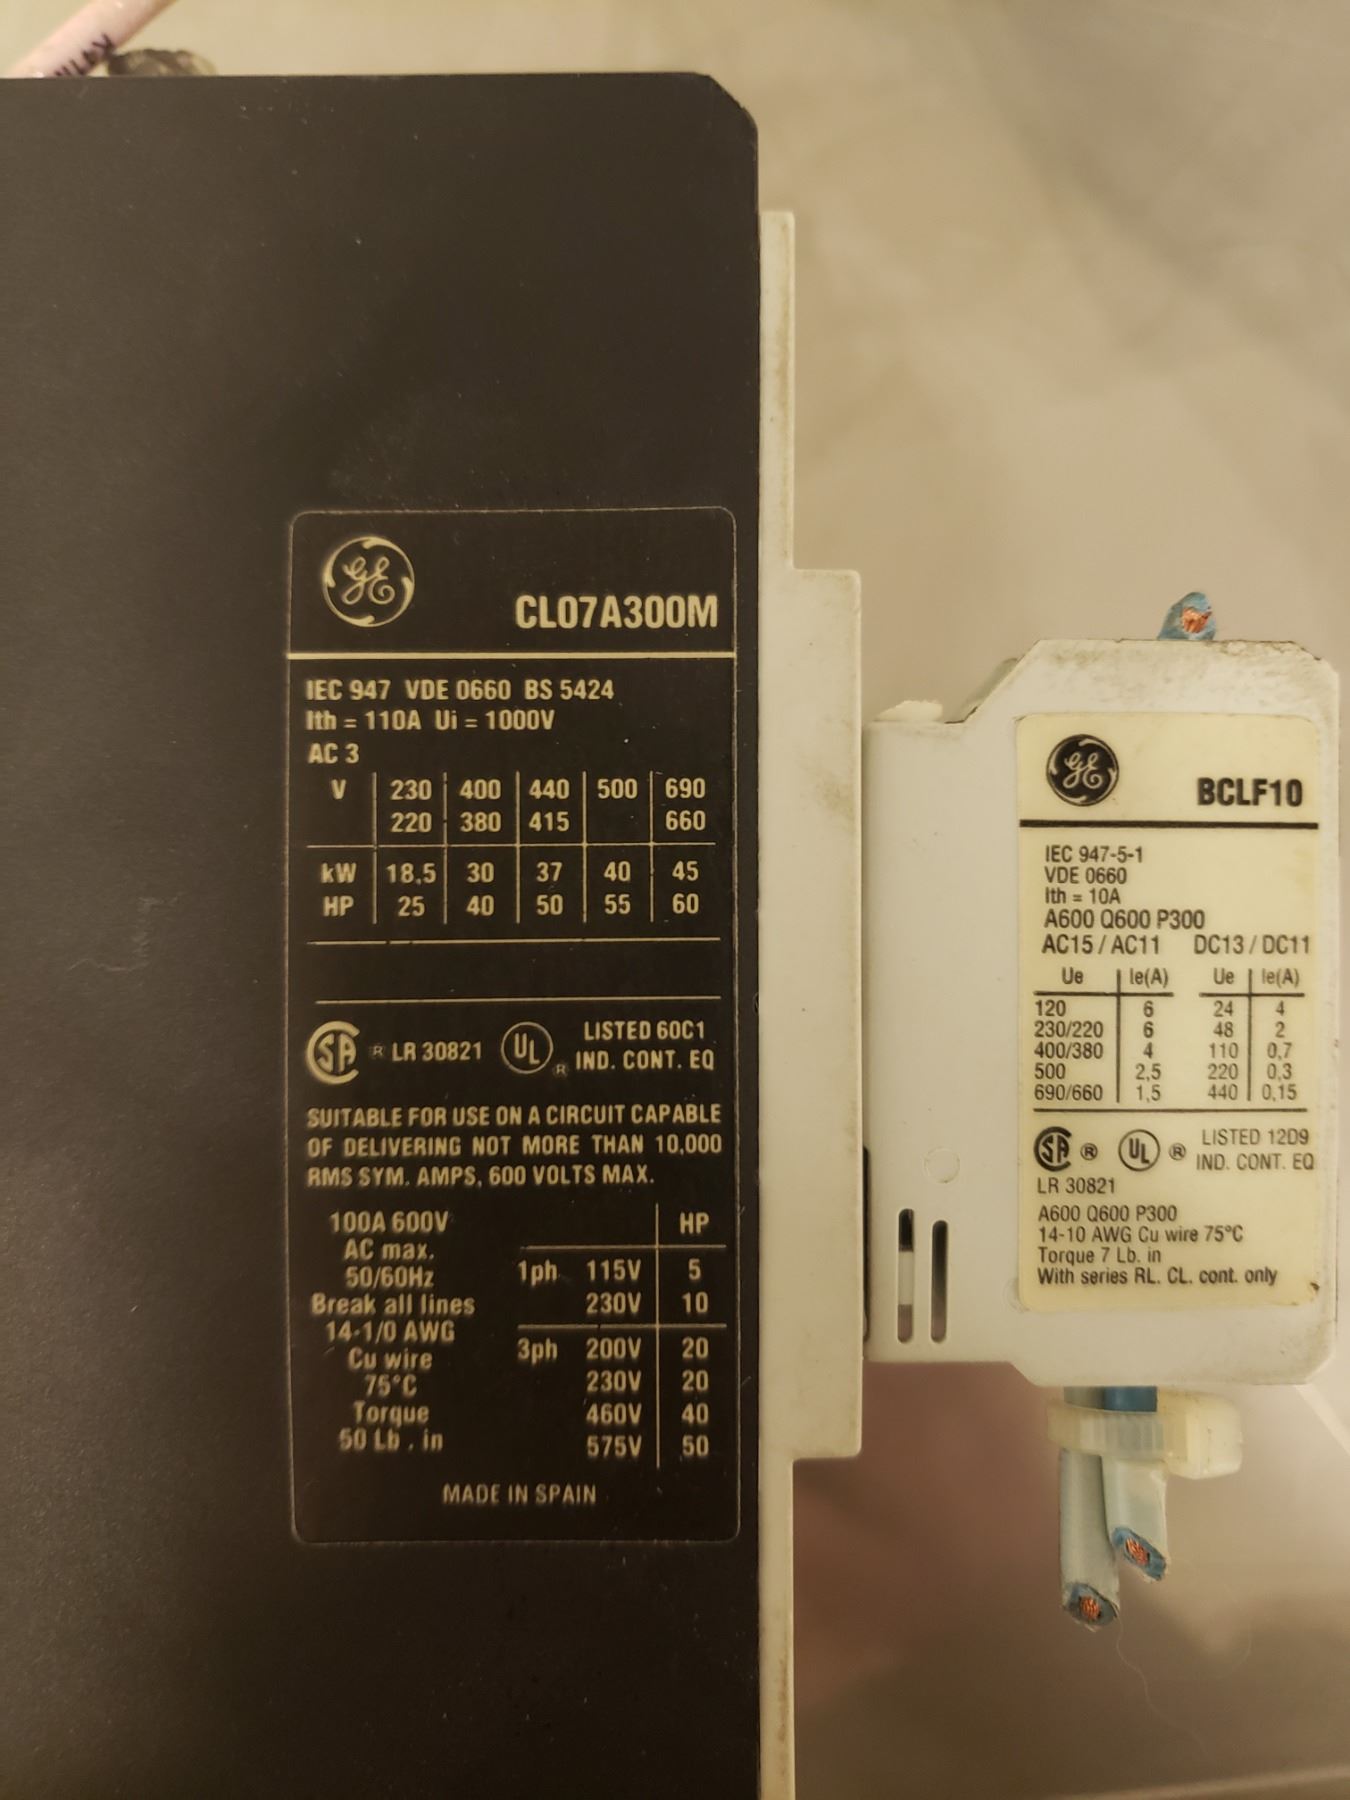 GE
CL07A300M
IEC 947 VDE 0660 BS 5424
Ith = 110A Ui = 1000V
AC 3
V 230 400 440 500 690
220 380 415 660
kW 18,5 30 37 40 45
HP 25 40 50 55 60
SA ® LR 30821 UL ® LISTED 60C1
IND. CONT. EQ
SUITABLE FOR USE ON A CIRCUIT CAPABLE
OF DELIVERING NOT MORE THAN 10,000
RMS SYM. AMPS, 600 VOLTS MAX.
100A 600V
AC max.
50/60Hz
Break all lines
14-1/0 AWG
Cu wire
75°C
Torque
50 Lb . in
HP
1ph 115V 5
230V 10
3ph 200V 20
230V 20
460V 40
575V 50
MADE IN SPAIN
GE
BCLF10
IEC 947-5-1
VDE 0660
Ith = 10A
A600 Q600 P300
AC15 / AC11 DC13 / DC11
Ue Ie(A) Ue Ie(A)
120 6 24 4
230/220 6 48 2
400/380 4 110 0,7
500 2,5 220 0,3
690/660 1,5 440 0,15
SA ® UL ® LISTED 12D9
IND. CONT. EQ
LR 30821
A600 Q600 P300
14-10 AWG Cu wire 75°C
Torque 7 Lb. in
With series RL. CL. cont. only